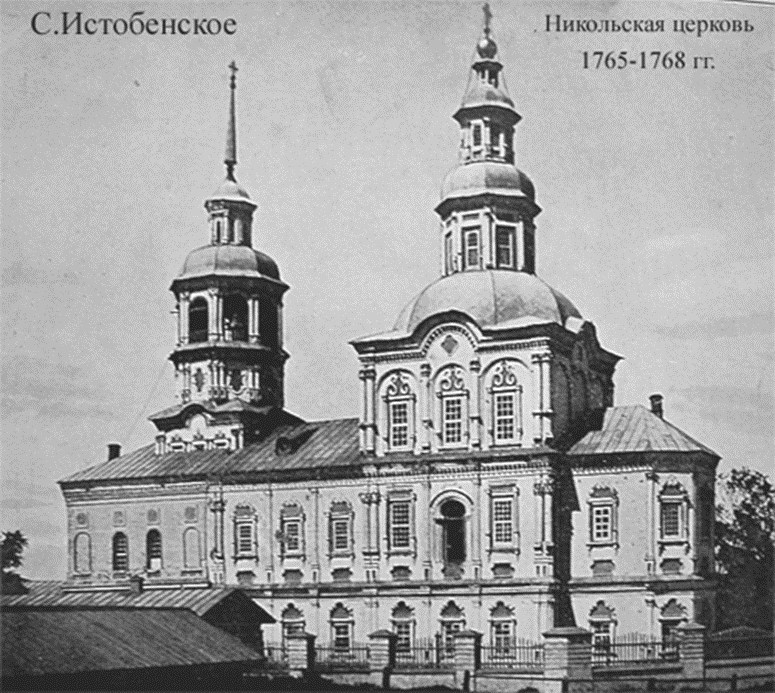 С.Истобенское
Никольская церковь
1765-1768 гг.